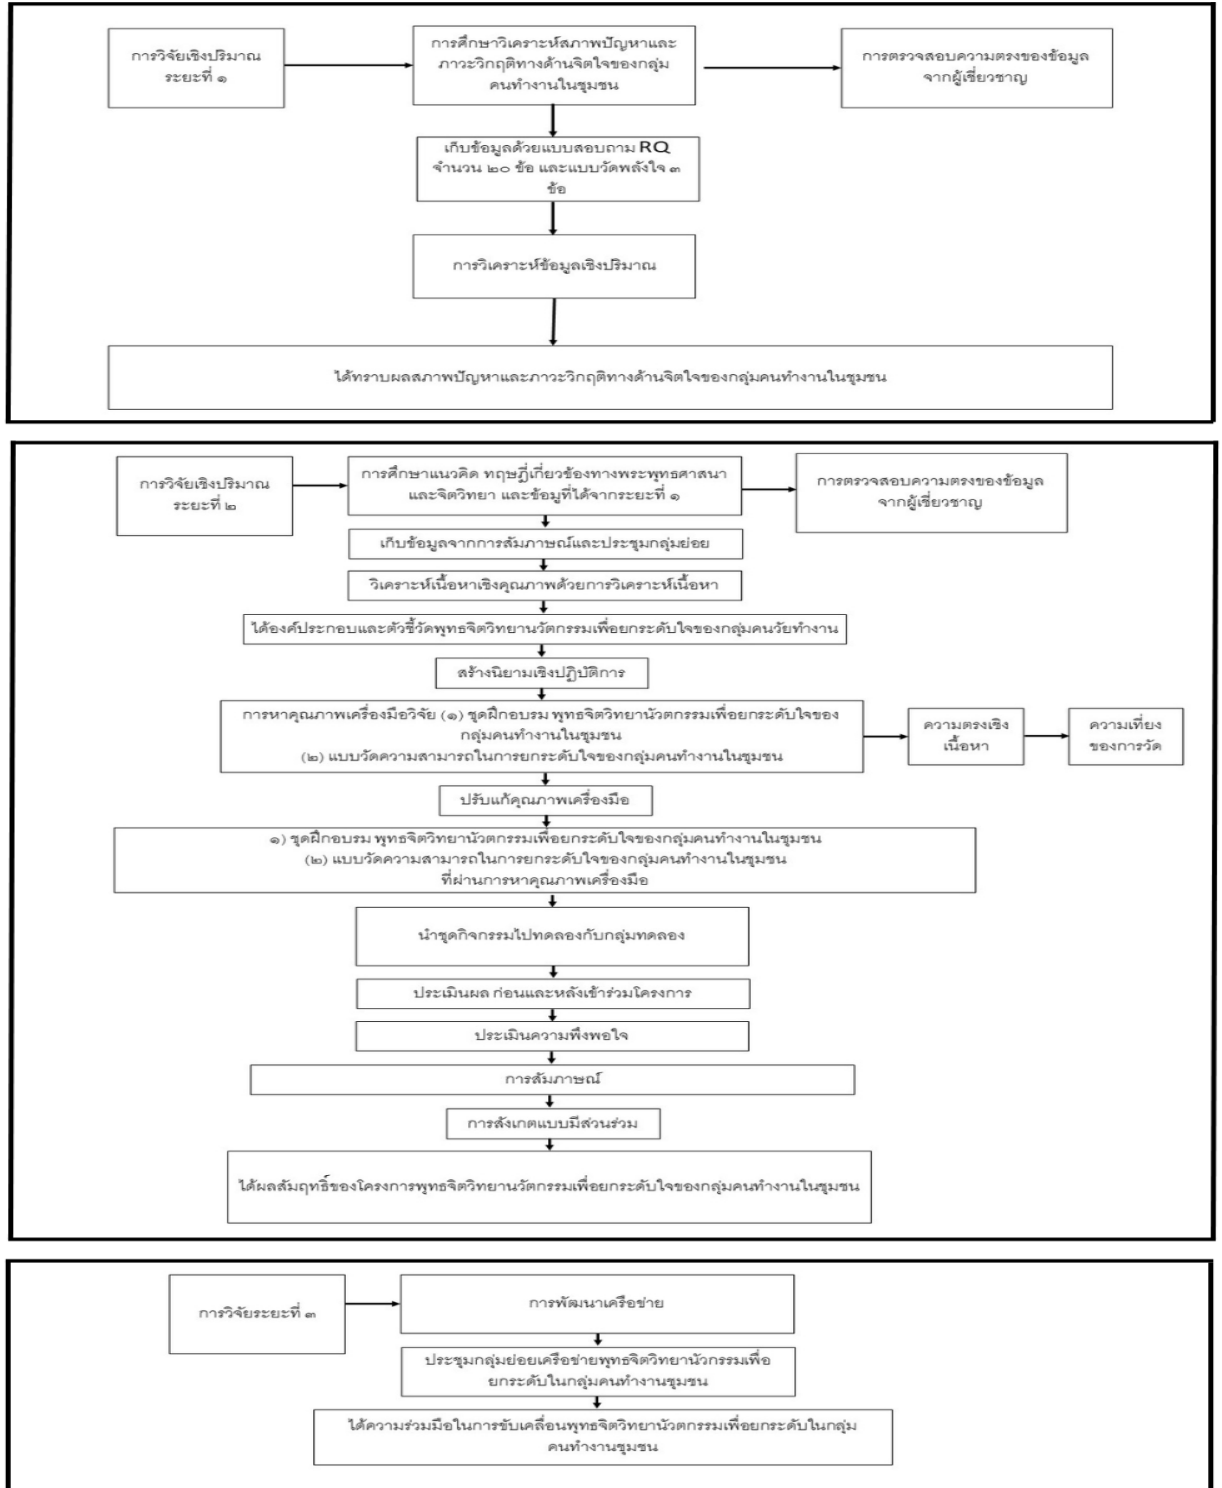 การวิจัยเชิงปริมาณ
ระยะที่ ๑
การศึกษาวิเคราะห์สภาพปัญหาและ
ภาวะวิกฤติทางด้านจิตใจของกลุ่ม
คนทำงานในชุมชน
การตรวจสอบความตรงของข้อมูล
จากผู้เชี่ยวชาญ
เก็บข้อมูลด้วยแบบสอบถาม RQ
จำนวน ๒๐ ข้อ และแบบวัดพลังใจ ๓
ข้อ
การวิเคราะห์ข้อมูลเชิงปริมาณ
ได้ทราบผลสภาพปัญหาและภาวะวิกฤติทางด้านจิตใจของกลุ่มคนทำงานในชุมชน
การวิจัยเชิงปริมาณ
ระยะที่ ๒
การศึกษาแนวคิด ทฤษฎี่เกี่ยวข้องทางพระพุทธศาสนา
และจิตวิทยา และข้อมูที่ได้จากระยะที่ ๑
การตรวจสอบความตรงของข้อมูล
จากผู้เชี่ยวชาญ
เก็บข้อมูลจากการสัมภาษณ์และประชุมกลุ่มย่อย
วิเคราะห์เนื้อหาเชิงคุณภาพด้วยการวิเคราะห์เนื้อหา
ได้องค์ประกอบและตัวชี้วัดพุทธจิตวิทยานวัตกรรมเพื่อยกระดับใจของกลุ่มคนวัยทำงาน
สร้างนิยามเชิงปฏิบัติการ
การหาคุณภาพเครื่องมือวิจัย (๑) ชุดฝึกอบรม พุทธจิตวิทยานัวตกรรมเพื่อยกระดับใจของ
กลุ่มคนทำงานในชุมชน
(๒) แบบวัดความสามารถในการยกระดับใจของกลุ่มคนทำงานในชุมชน
ความตรงเชิง
เนื้อหา
ความเที่ยง
ของการวัด
ปรับแก้คุณภาพเครื่องมือ
๑) ชุดฝึกอบรม พุทธจิตวิทยานัวตกรรมเพื่อยกระดับใจของกลุ่มคนทำงานในชุมชน
(๒) แบบวัดความสามารถในการยกระดับใจของกลุ่มคนทำงานในชุมชน
ที่ผ่านการหาคุณภาพเครื่องมือ
นำชุดกิจกรรมไปทดลองกับกลุ่มทดลอง
ประเมินผล ก่อนและหลังเข้าร่วมโครงการ
ประเมินความพึงพอใจ
การสัมภาษณ์
การสังเกตแบบมีส่วนร่วม
ได้ผลสัมฤทธิ์ของโครงการพุทธจิตวิทยานวัตกรรมเพื่อยกระดับใจของกลุ่มคนทำงานในชุมชน
การวิจัยระยะที่ ๓
การพัฒนาเครือข่าย
ประชุมกลุ่มย่อยเครือข่ายพุทธจิตวิทยานัวกรรมเพื่อ
ยกระดับในกลุ่มคนทำงานชุมชน
ได้ความร่วมมือในการขับเคลื่อนพุทธจิตวิทยานัวตกรรมเพื่อยกระดับในกลุ่ม
คนทำงานชุมชน